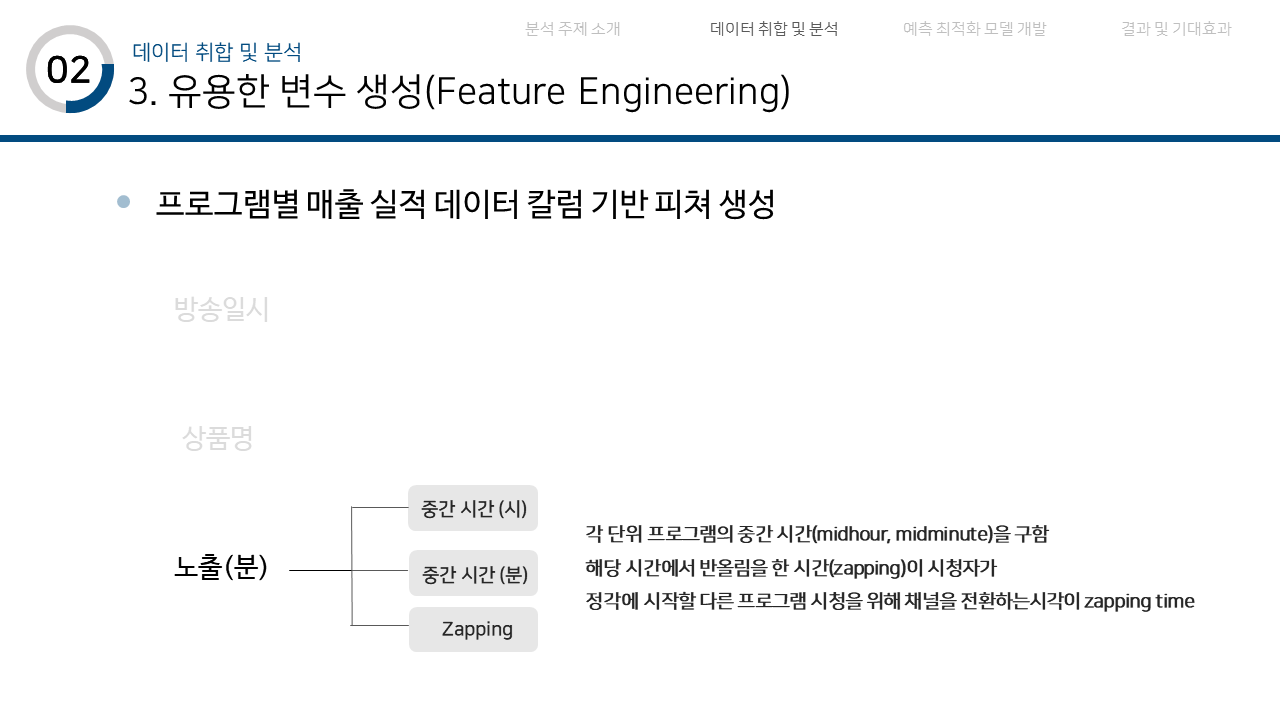 분석 주제 소개
데이터 취합 및 분석
예측 최적화 모델 개발
결과 및 기대효과
02
데이터 취합 및 분석
3. 유용한 변수 생성(Feature Engineering)
프로그램별 매출 실적 데이터 칼럼 기반 피쳐 생성
방송일시
상품명
노출(분)
중간 시간 (시)
중간 시간 (분)
Zapping
각 단위 프로그램의 중간 시간(midhour, midminute)을 구함
해당 시간에서 반올림을 한 시간(zapping)이 시청자가
정각에 시작할 다른 프로그램 시청을 위해 채널을 전환하는시각이 zapping time